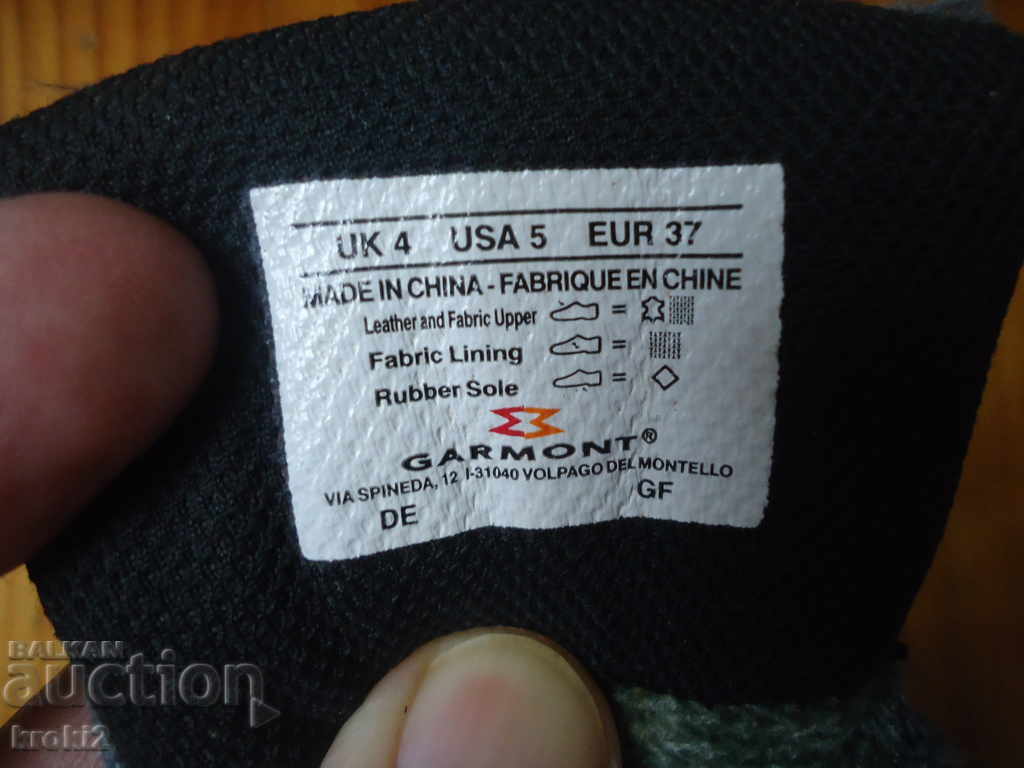 UK 4 USA 5 EUR 37
MADE IN CHINA - FABRIQUE EN CHINE
Leather and Fabric Upper =
Fabric Lining =
Rubber Sole =
GARMONT®
VIA SPINEDA, 12 I-31040 VOLPAGO DEL MONTELLO
DE GF
BALKAN
auction
kroki2